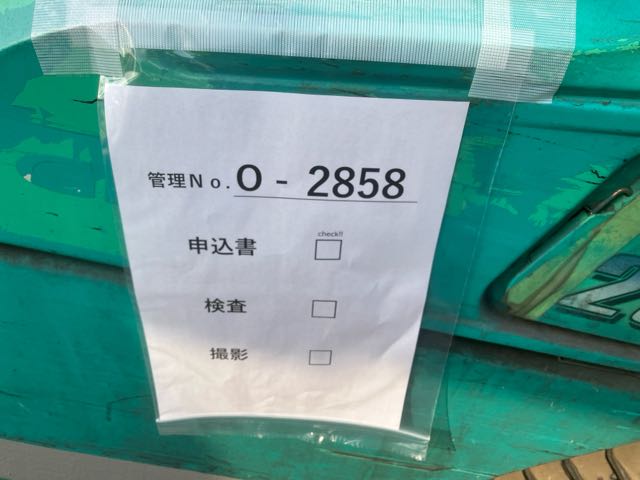 管理No. O - 2858
check!!
申込書 □
検査 □
撮影 □